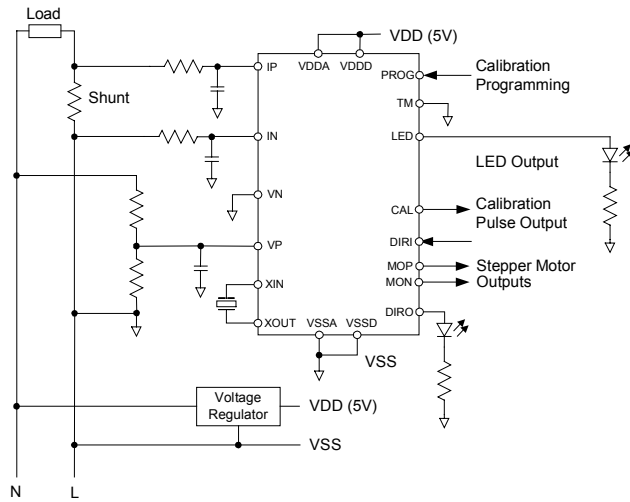 Load
VDD (5V)
VDDA
VDDD
IP
PROG
Calibration
Programming
Shunt
TM
IN
LED
LED Output
VN
CAL
Calibration
Pulse Output
VP
DIRI
MOP
Stepper Motor
XIN
MON
Outputs
DIRO
XOUT
VSSA
VSSD
VSS
Voltage
Regulator
VDD (5V)
VSS
N
L